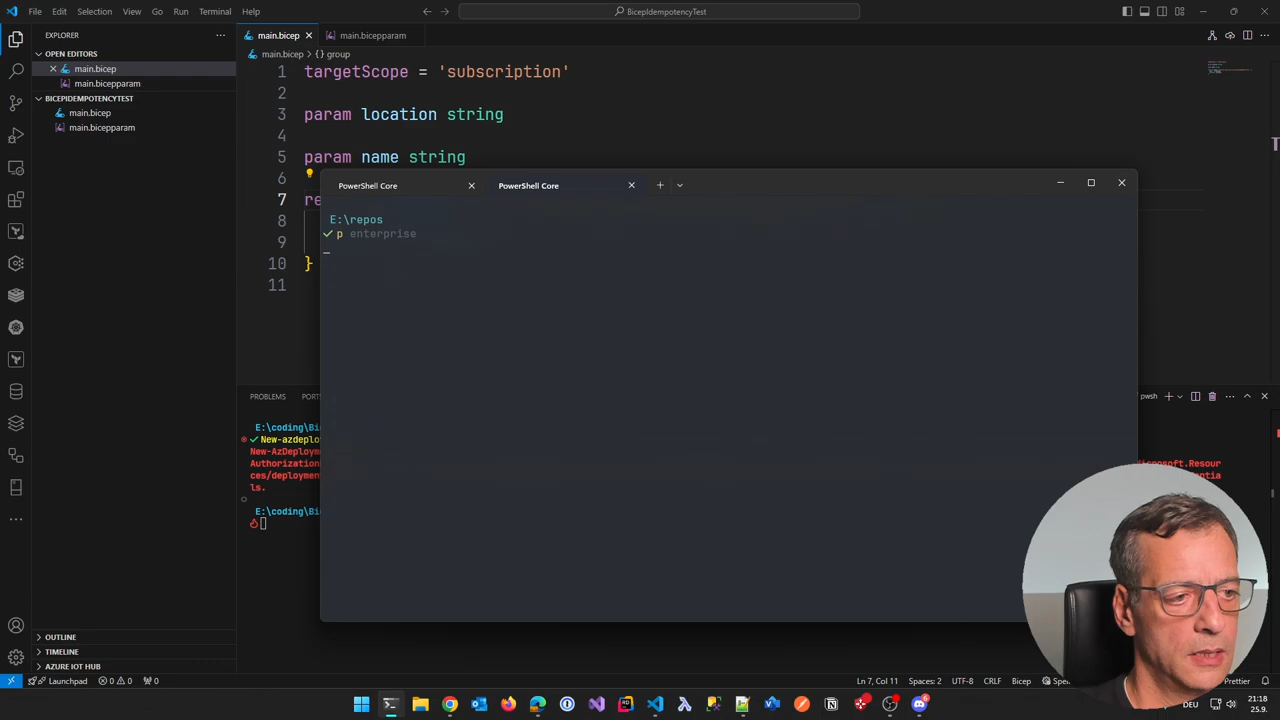 File Edit Selection View Go Run Terminal Help
BicepIdempotencyTest
EXPLORER
OPEN EDITORS
main.bicep
main.bicepparam
BICEPIDEMPOTENCYTEST
main.bicep
main.bicepparam
OUTLINE
TIMELINE
AZURE IOT HUB
main.bicep
main.bicepparam
main.bicep > {} group
1 targetScope = 'subscription'
2
3 param location string
4
5 param name string
6
7 re
8
9
10 }
11
PowerShell Core
PowerShell Core
E:\repos
p enterprise
PROBLEMS
pwsh
E:\coding\Bi
New-azdeplo
New-AzDeploym
Authorization
Microsoft.Resour
ces/deploymen
ls.
E:\coding\Bi
Launchpad
0 0
0
Ln 7, Col 11
Spaces: 2
UTF-8
CRLF
Bicep
Prettier
DEU
21:18
25.9.